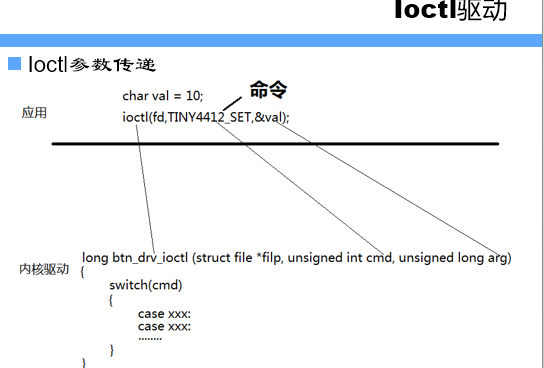 Ioctl驱动
Ioctl参数传递
命令
char val = 10;
应用
ioctl(fd,TINY4412_SET,&val);
long btn_drv_ioctl (struct file *filp, unsigned int cmd, unsigned long arg)
内核驱动
{
switch(cmd)
{
case xxx:
case xxx:
........
}
}